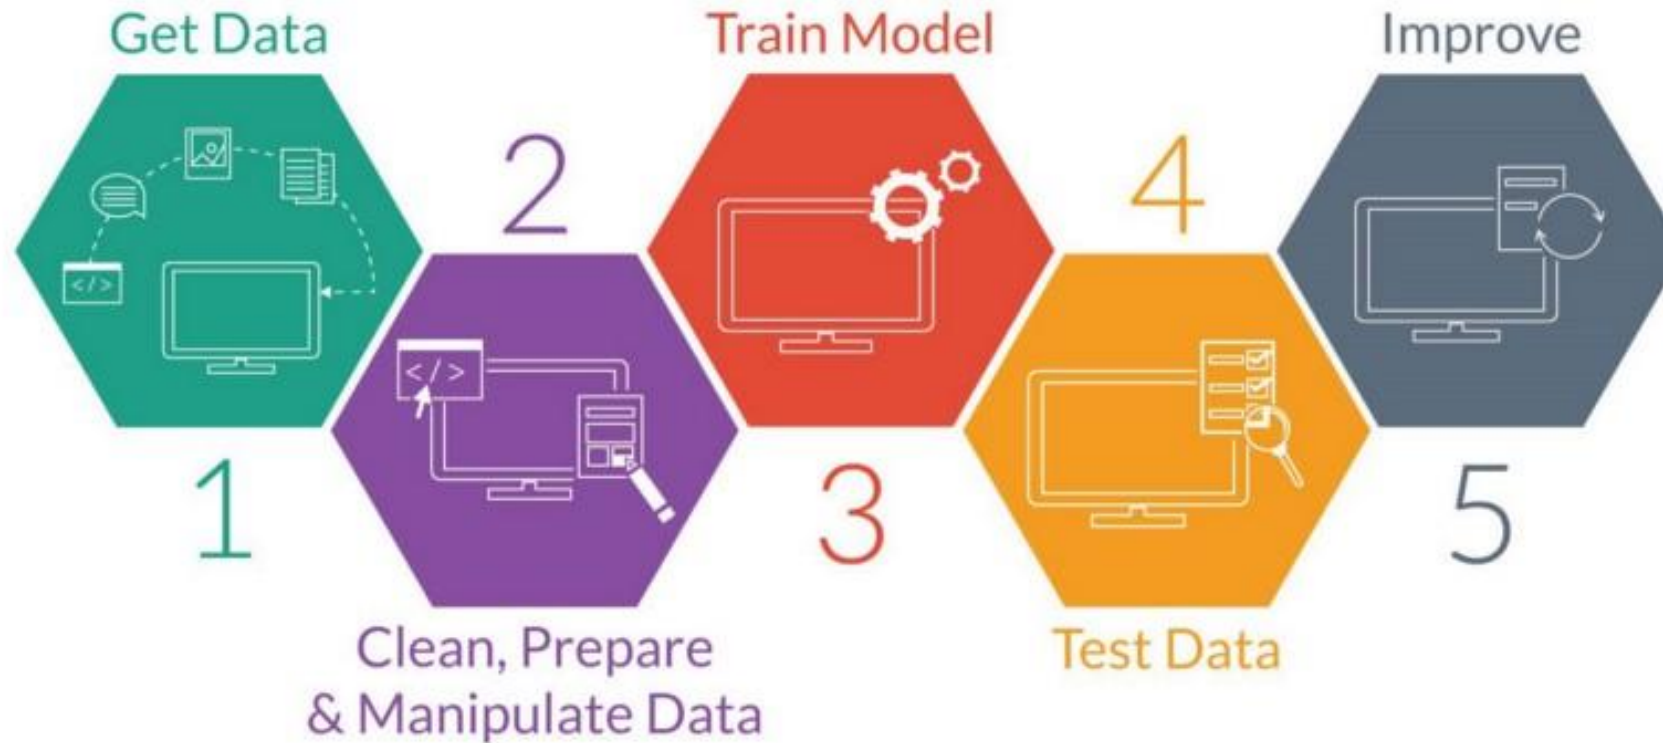 Get Data
1
2
Clean, Prepare
& Manipulate Data
Train Model
3
4
Test Data
Improve
5
</>
</>